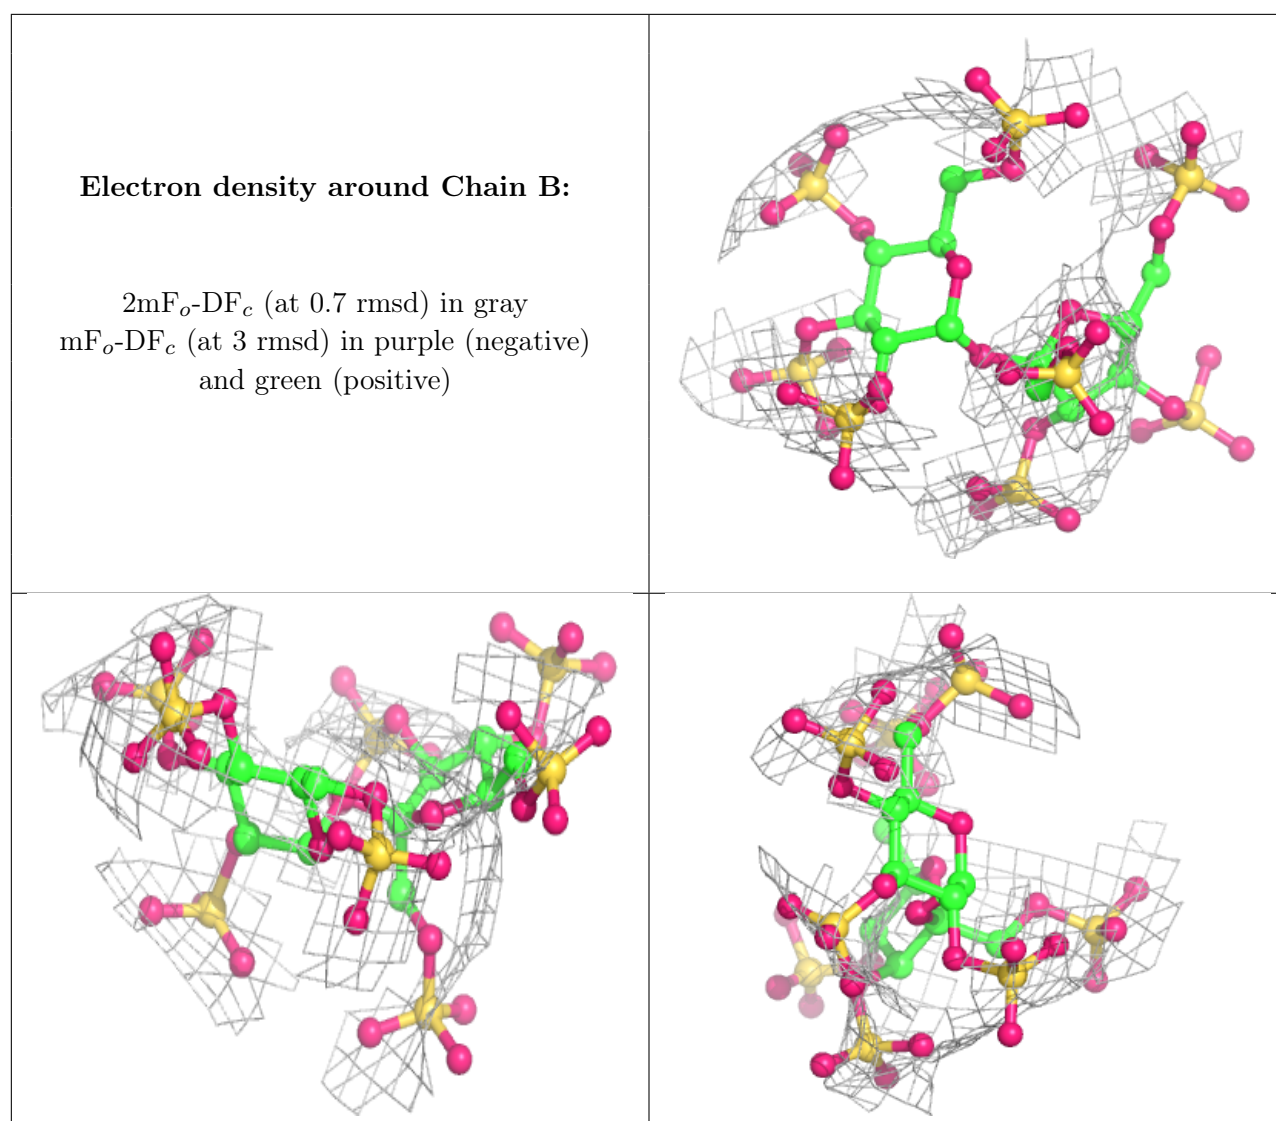 Electron density around Chain B:
2mFo-DFc (at 0.7 rmsd) in gray
mFo-DFc (at 3 rmsd) in purple (negative)
and green (positive)